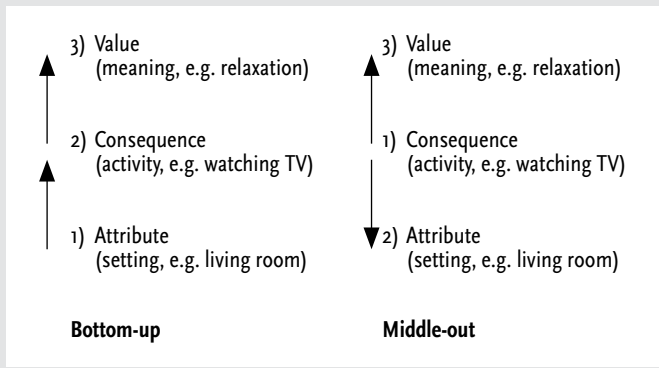 3) Value
(meaning, e.g. relaxation)
2) Consequence
(activity, e.g. watching TV)
1) Attribute
(setting, e.g. living room)
Bottom-up
3) Value
(meaning, e.g. relaxation)
1) Consequence
(activity, e.g. watching TV)
2) Attribute
(setting, e.g. living room)
Middle-out